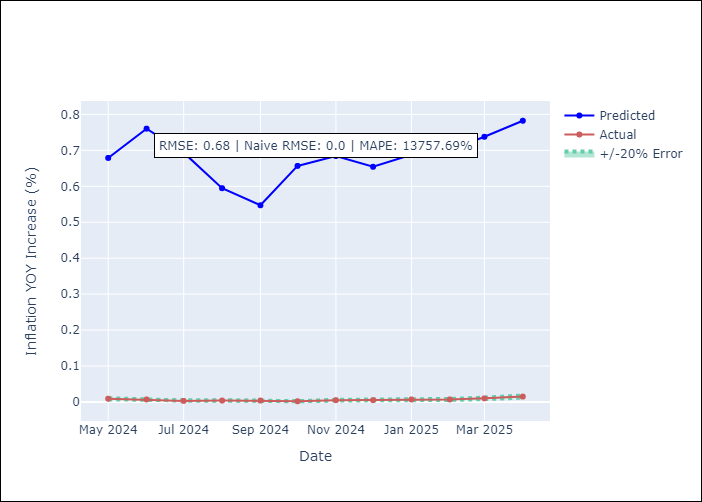 0.8
0.7
0.6
0.5
0.4
0.3
0.2
0.1
0
Inflation YOY Increase (%)
RMSE: 0.68 | Naive RMSE: 0.0 | MAPE: 13757.69%
Predicted
Actual
+/-20% Error
May 2024 Jul 2024 Sep 2024 Nov 2024 Jan 2025 Mar 2025
Date